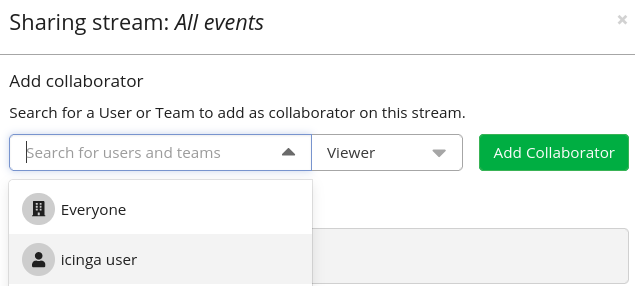 Sharing stream: All events
×
Add collaborator
Search for a User or Team to add as collaborator on this stream.
Search for users and teams
Viewer
Add Collaborator
Everyone
icinga user